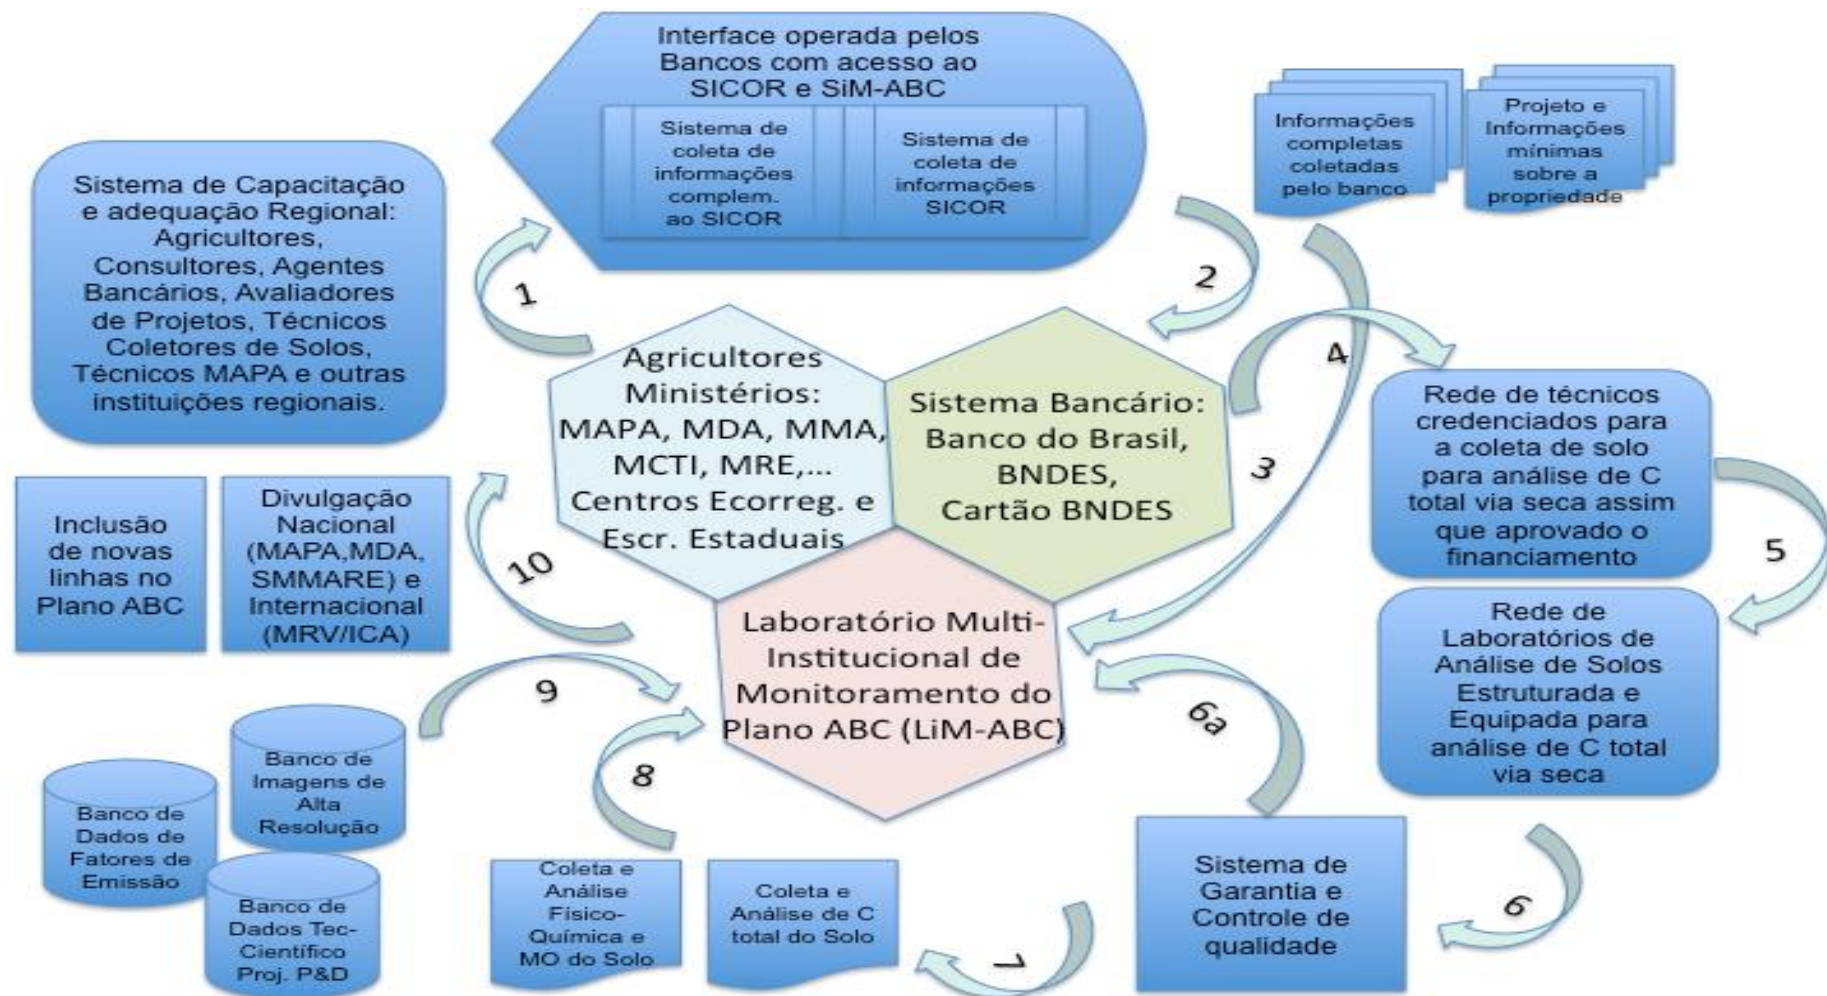 Interface operada pelos
Bancos com acesso ao
SICOR e SiM-ABC
Sistema de
coleta de
informações
complem.
ao SICOR
Sistema de
coleta de
informações
SICOR
Informações
completas
coletadas
pelo banco
Projeto e
Informações
mínimas
sobre a
propriedade
Sistema de Capacitação
e adequação Regional:
Agricultores,
Consultores, Agentes
Bancários, Avaliadores
de Projetos, Técnicos
Coletores de Solos,
Técnicos MAPA e outras
instituições regionais.
1
2
3
4
Agricultores
Ministérios:
MAPA, MDA, MMA,
MCTI, MRE,...
Centros Ecorreg. e
Escr. Estaduais
Sistema Bancário:
Banco do Brasil,
BNDES,
Cartão BNDES
Rede de técnicos
credenciados para
a coleta de solo
para análise de C
total via seca assim
que aprovado o
financiamento
5
Inclusão
de novas
linhas no
Plano ABC
Divulgação
Nacional
(MAPA,MDA,
SMMARE) e
Internacional
(MRV/ICA)
10
Laboratório Multi-
Institucional de
Monitoramento do
Plano ABC (LiM-ABC)
Rede de
Laboratórios de
Análise de Solos
Estruturada e
Equipada para
análise de C total
via seca
9
6a
8
Banco de
Imagens de
Alta
Resolução
Banco de
Dados de
Fatores de
Emissão
Banco de
Dados Tec-
Científico
Proj. P&D
Coleta e
Análise
Físico-
Química e
MO do Solo
Coleta e
Análise de C
total do Solo
7
Sistema de
Garantia e
Controle de
qualidade
6